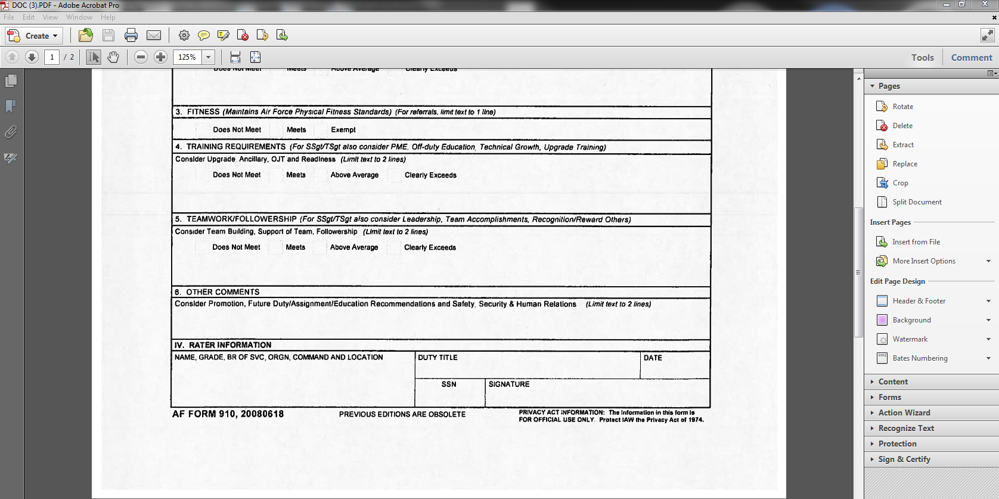 DOC (3).PDF - Adobe Acrobat Pro
File Edit View Window Help
Create
1 / 2 125% Tools Comment
Does Not Meet Meets Above Average Clearly Exceeds
3. FITNESS (Maintains Air Force Physical Fitness Standards) (For referrals, limit text to 1 line)
Does Not Meet Meets Exempt
4. TRAINING REQUIREMENTS (For SSgt/TSgt also consider PME, Off-duty Education, Technical Growth, Upgrade Training)
Consider Upgrade, Ancillary, OJT and Readiness (Limit text to 2 lines)
Does Not Meet Meets Above Average Clearly Exceeds
5. TEAMWORK/FOLLOWERSHIP (For SSgt/TSgt also consider Leadership, Team Accomplishments, Recognition/Reward Others)
Consider Team Building, Support of Team, Followership (Limit text to 2 lines)
Does Not Meet Meets Above Average Clearly Exceeds
6. OTHER COMMENTS
Consider Promotion, Future Duty/Assignment/Education Recommendations and Safety, Security & Human Relations (Limit text to 2 lines)
IV. RATER INFORMATION
NAME, GRADE, BR OF SVC, ORGN, COMMAND AND LOCATION
DUTY TITLE
DATE
SSN
SIGNATURE
AF FORM 910, 20080618
PREVIOUS EDITIONS ARE OBSOLETE
PRIVACY ACT INFORMATION: The information in this form is
FOR OFFICIAL USE ONLY. Protect IAW the Privacy Act of 1974.
Pages
Rotate
Delete
Extract
Replace
Crop
Split Document
Insert Pages
Insert from File
More Insert Options
Edit Page Design
Header & Footer
Background
Watermark
0012
Bates Numbering
Content
Forms
Action Wizard
Recognize Text
Protection
Sign & Certify